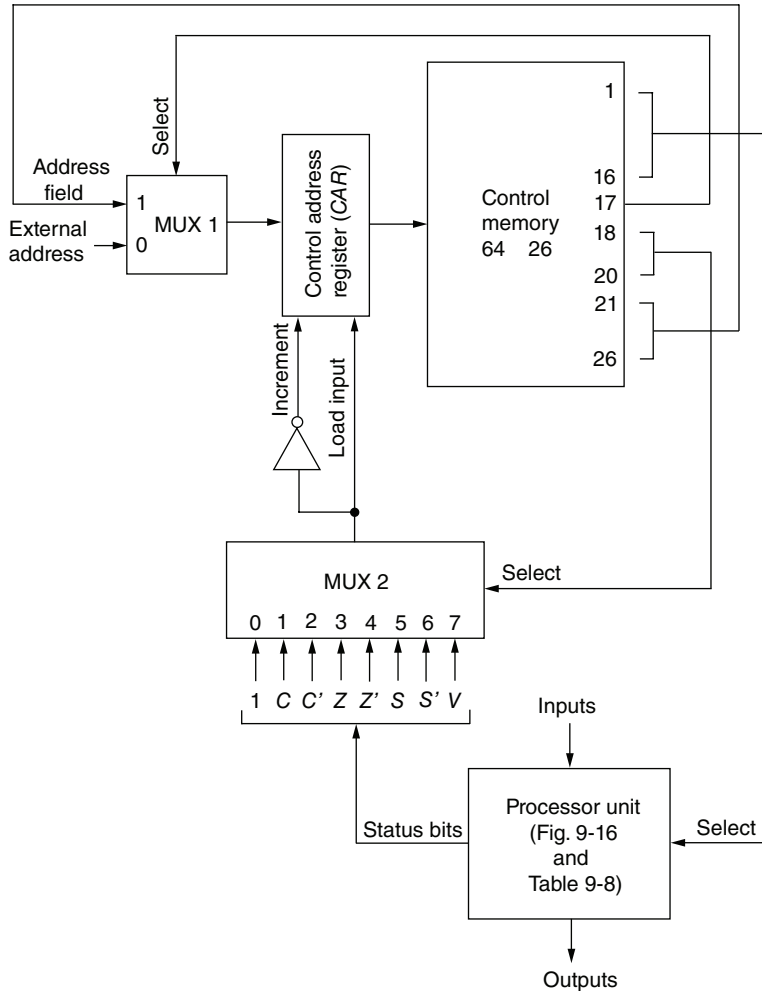 Select
Address
field
External
address
1
0
MUX 1
Control address
register (CAR)
Control
memory
64 26
1
16
17
18
20
21
26
Increment
Load input
MUX 2
Select
0 1 2 3 4 5 6 7
1 C C' Z Z' S S' V
Status bits
Inputs
Processor unit
(Fig. 9-16
and
Table 9-8)
Select
Outputs